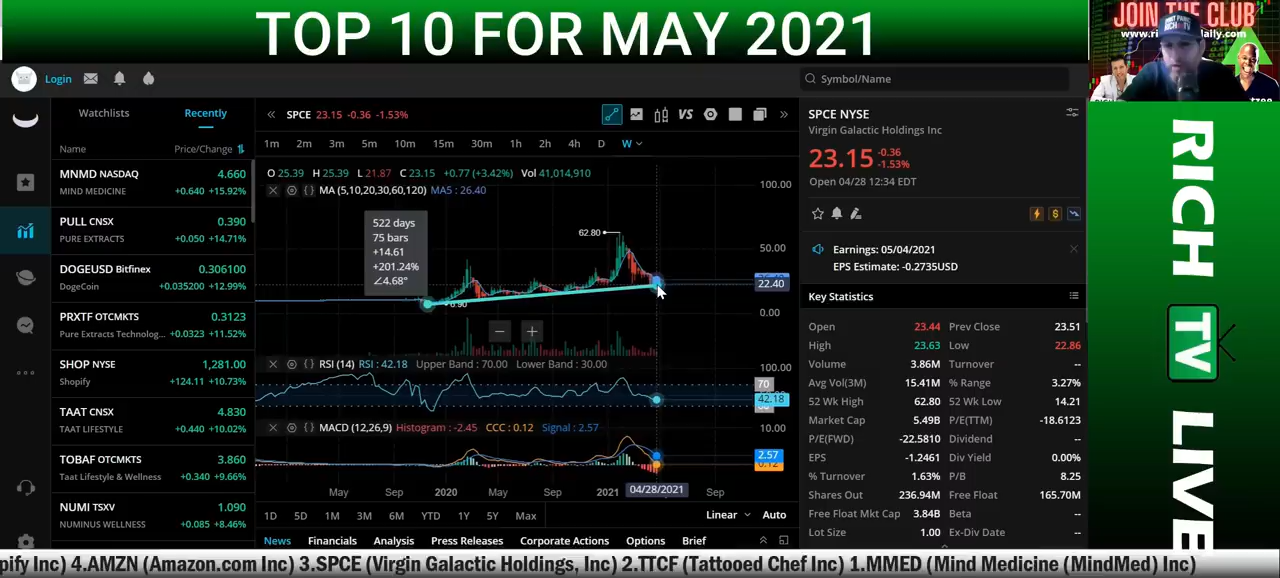 TOP 10 FOR MAY 2021
JOIN THE CLUB
Login
Symbol/Name
Watchlists Recently
Name Price/Change
MNMD NASDAQ 4.660
MIND MEDICINE +0.640 +15.92%
PULL CNSX 0.390
PURE EXTRACTS +0.050 +14.71%
DOGEUSD Bitfinex 0.306100
DogeCoin +0.035200 +12.99%
PRXTF OTCMKTS 0.3123
Pure Extracts Technolog... +0.0323 +11.52%
SHOP NYSE 1,281.00
Shopify +124.11 +10.73%
TAAT CNSX 4.830
TAAT LIFESTYLE +0.440 +10.02%
TOBAF OTCMKTS 3.860
Taat Lifestyle & Wellness +0.340 +9.66%
NUMI TSXV 1.090
NUMINUS WELLNESS +0.085 +8.46%
SPCE 23.15 -0.36 -1.53%
VS
1m 2m 3m 5m 10m 15m 30m 1h 2h 4h D W
O 25.39 H 25.39 L 21.87 C 23.15 +0.77 (+3.42%) Vol 41,014,910
MA (5,10,20,30,60,120) MA5 : 26.40
522 days
75 bars
+14.61
+201.24%
∠4.68°
62.80
6.90
100.00
50.00
22.40
0.00
RSI (14) RSI : 42.18 Upper Band : 70.00 Lower Band : 30.00
100.00
70
42.18
MACD (12,26,9) Histogram : -2.45 CCC : 0.12 Signal : 2.57
10.00
2.57
0.12
May Sep 2020 May Sep 2021 04/28/2021 Sep
1D 5D 1M 3M 6M YTD 1Y 5Y Max Linear Auto
News Financials Analysis Press Releases Corporate Actions Options Brief
SPCE NYSE
Virgin Galactic Holdings Inc
23.15 -0.36
-1.53%
Open 04/28 12:34 EDT
Earnings: 05/04/2021
EPS Estimate: -0.2735USD
Key Statistics
Open 23.44 Prev Close 23.51
High 23.63 Low 22.86
Volume 3.86M Turnover --
Avg Vol(3M) 15.41M % Range 3.27%
52 Wk High 62.80 52 Wk Low 14.21
Market Cap 5.49B P/E(TTM) -18.6123
P/E(FWD) -22.5810 Dividend --
EPS -1.2461 Div Yield 0.00%
% Turnover 1.63% P/B 8.25
Shares Out 236.94M Free Float 165.70M
Free Float Mkt Cap 3.84B Beta --
Lot Size 1.00 Ex-Div Date --
RICH TV LIVE
pify Inc) 4.AMZN (Amazon.com Inc) 3.SPCE (Virgin Galactic Holdings, Inc) 2.TTCF (Tattooed Chef Inc) 1.MMED (Mind Medicine (MindMed) Inc)